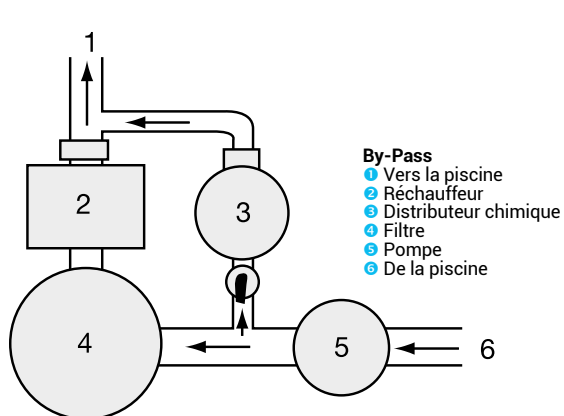 1
2
3
4
5
6
By-Pass
❶ Vers la piscine
❷ Réchauffeur
❸ Distributeur chimique
❹ Filtre
❺ Pompe
❻ De la piscine